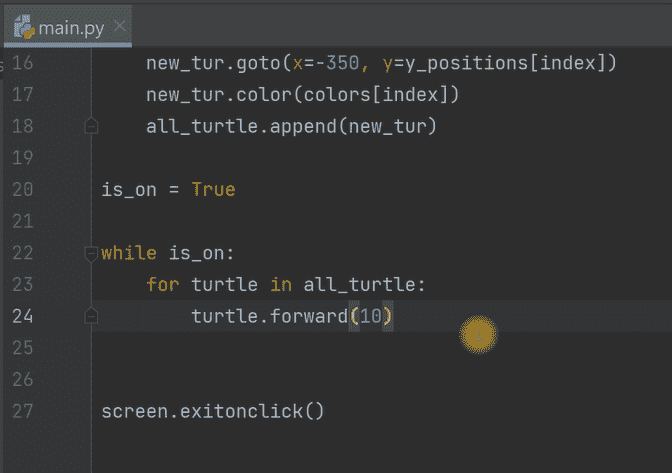 main.py
16 new_tur.goto(x=-350, y=y_positions[index])
17 new_tur.color(colors[index])
18 all_turtle.append(new_tur)
19
20 is_on = True
21
22 while is_on:
23 for turtle in all_turtle:
24 turtle.forward(10)
25
26
27 screen.exitonclick()